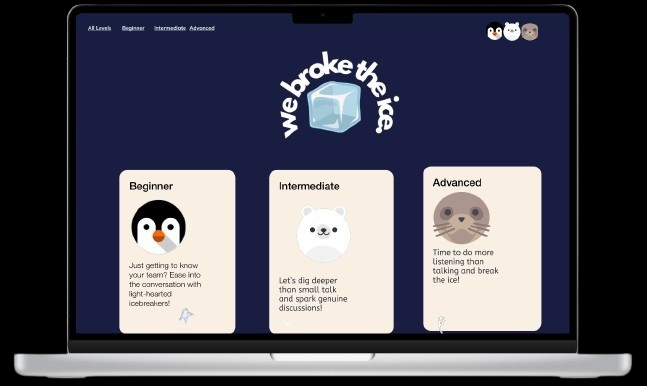 All Levels Beginner Intermediate Advanced
we broke the ice.
Beginner
Just getting to know
your team? Ease into
the conversation with
light-hearted
icebreakers!
Intermediate
Let's dig deeper
than small talk
and spark genuine
discussions!
Advanced
Time to do more
listening than
talking and break
the ice!